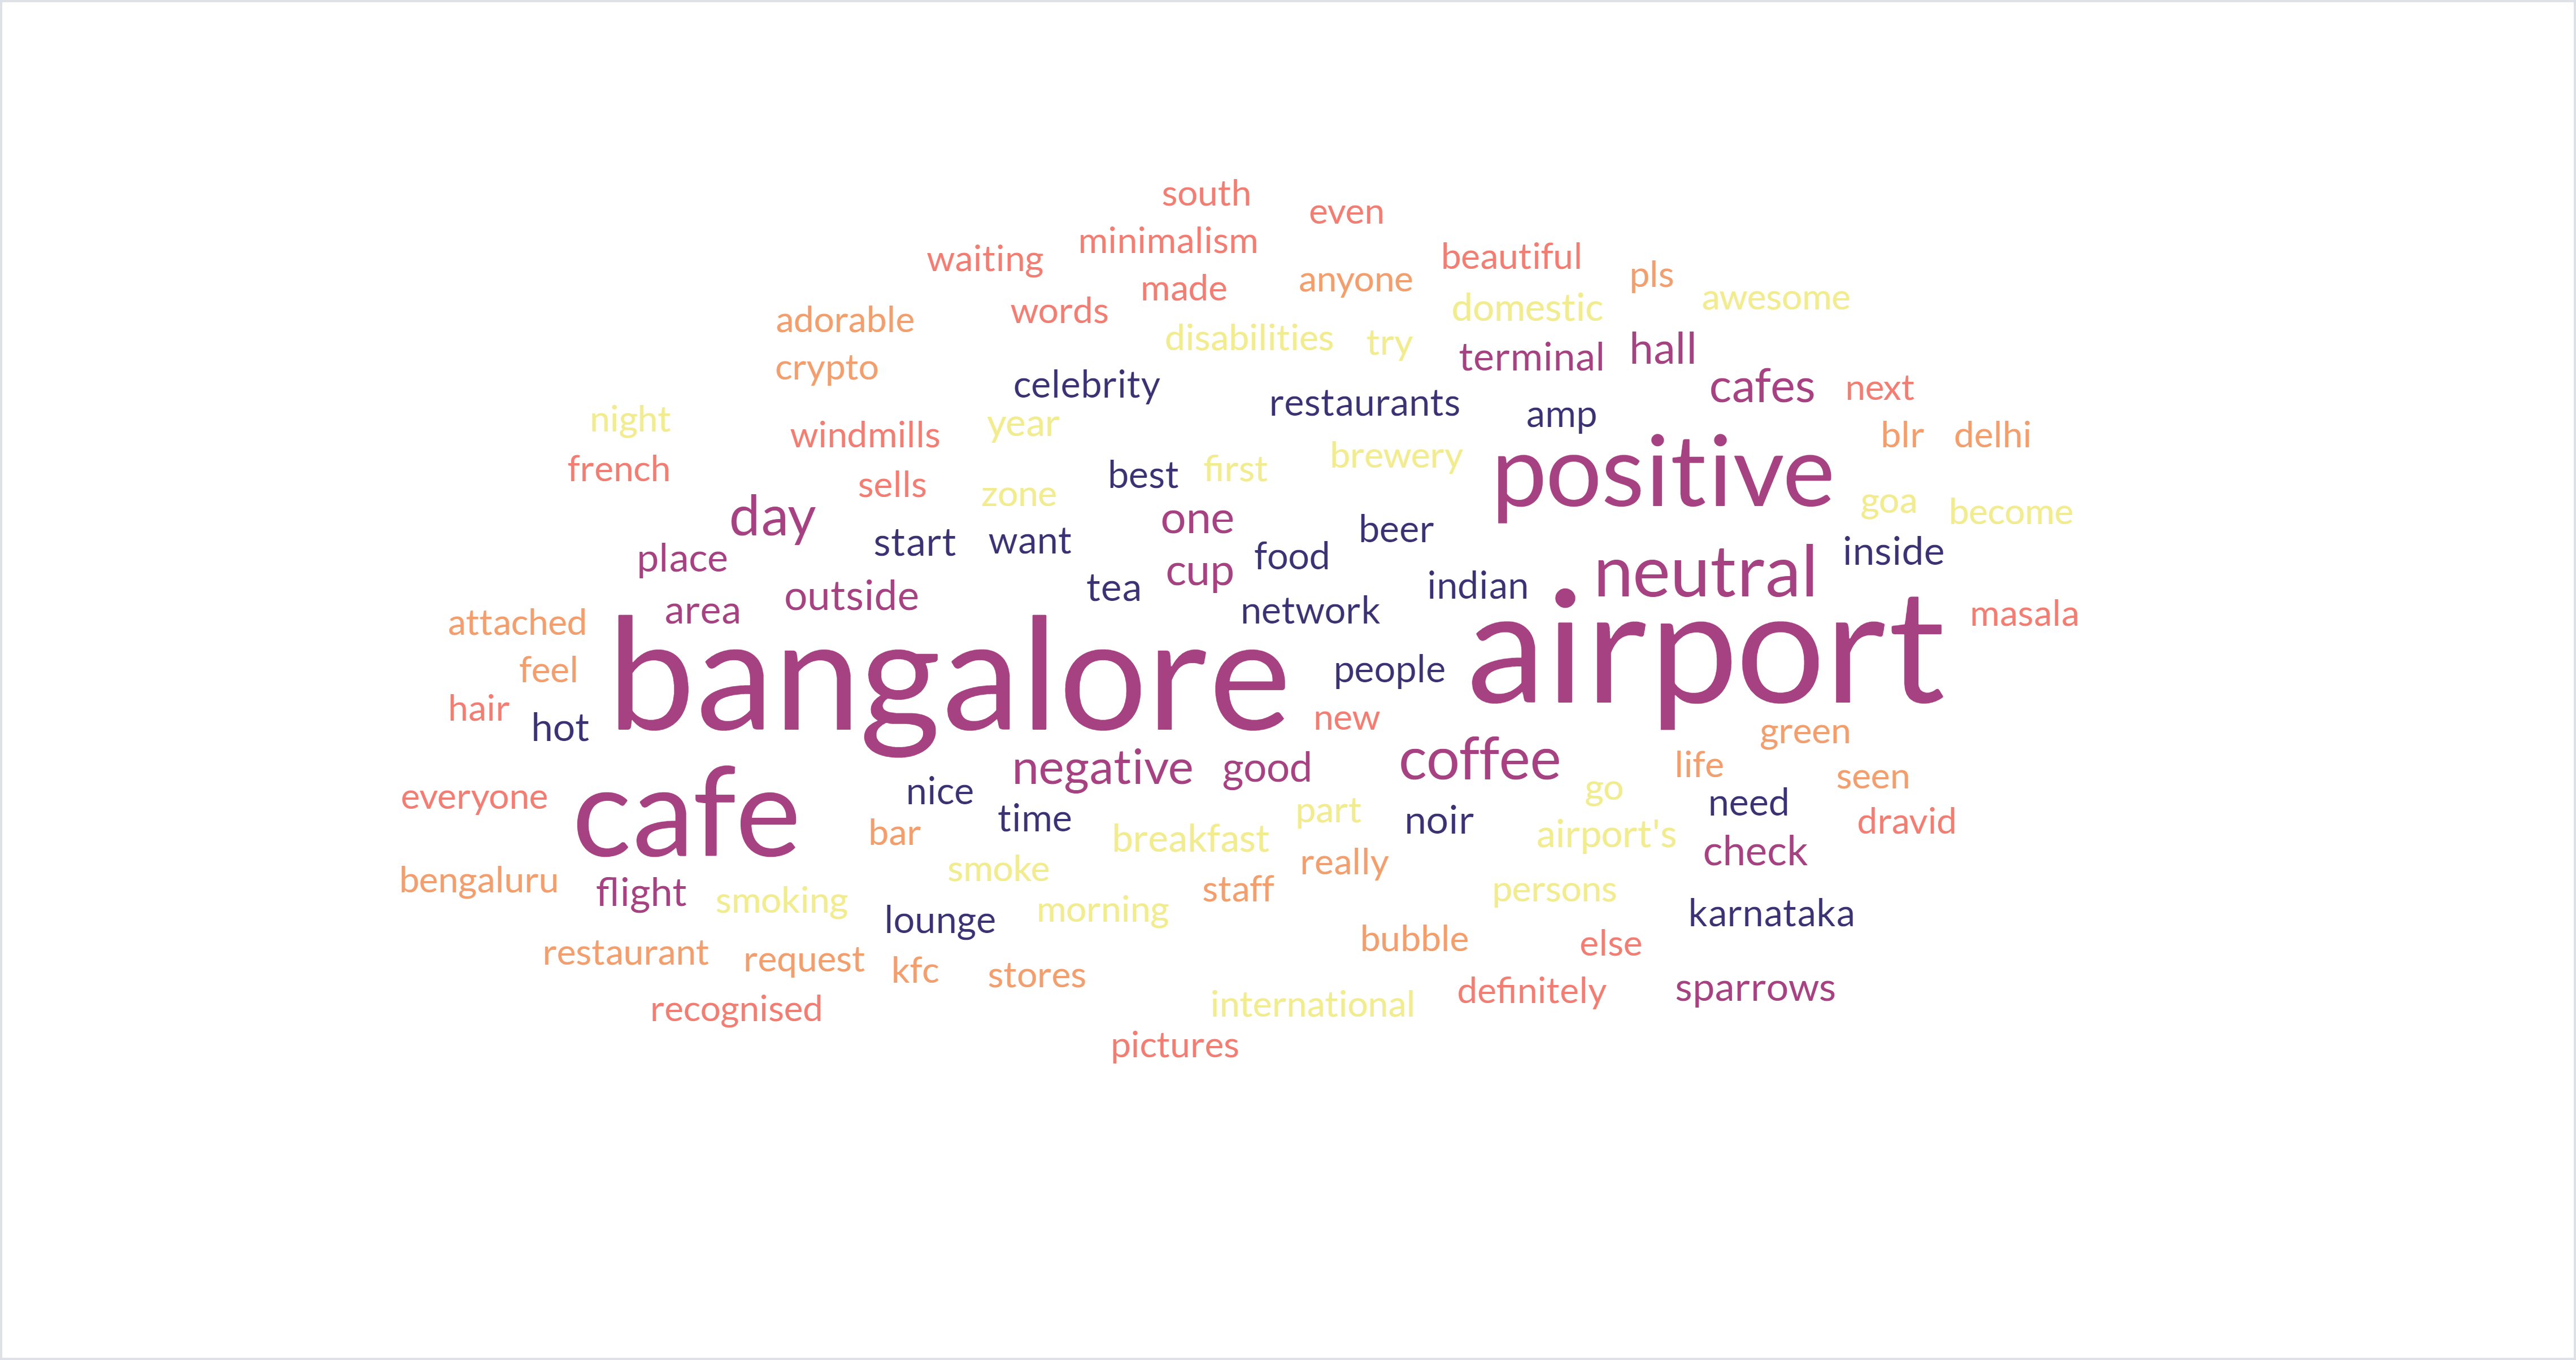 south
even
minimalism
waiting
beautiful
made
anyone
pls
awesome
adorable
words
domestic
disabilities
try
terminal
hall
crypto
celebrity
restaurants
amp
cafes
next
night
year
windmills
brewery
positive
blr
delhi
french
sells
zone
best
first
goa
become
day
start
want
one
beer
place
cup
food
neutral
inside
area
outside
tea
network
indian
attached
bangalore
airport
masala
feel
people
hair
hot
new
green
everyone
cafe
negative
good
coffee
life
seen
nice
time
part
go
need
dravid
bar
breakfast
noir
airport's
check
bengaluru
flight
smoking
smoke
really
staff
persons
lounge
morning
karnataka
restaurant
request
kfc
stores
bubble
else
recognised
international
definitely
sparrows
pictures